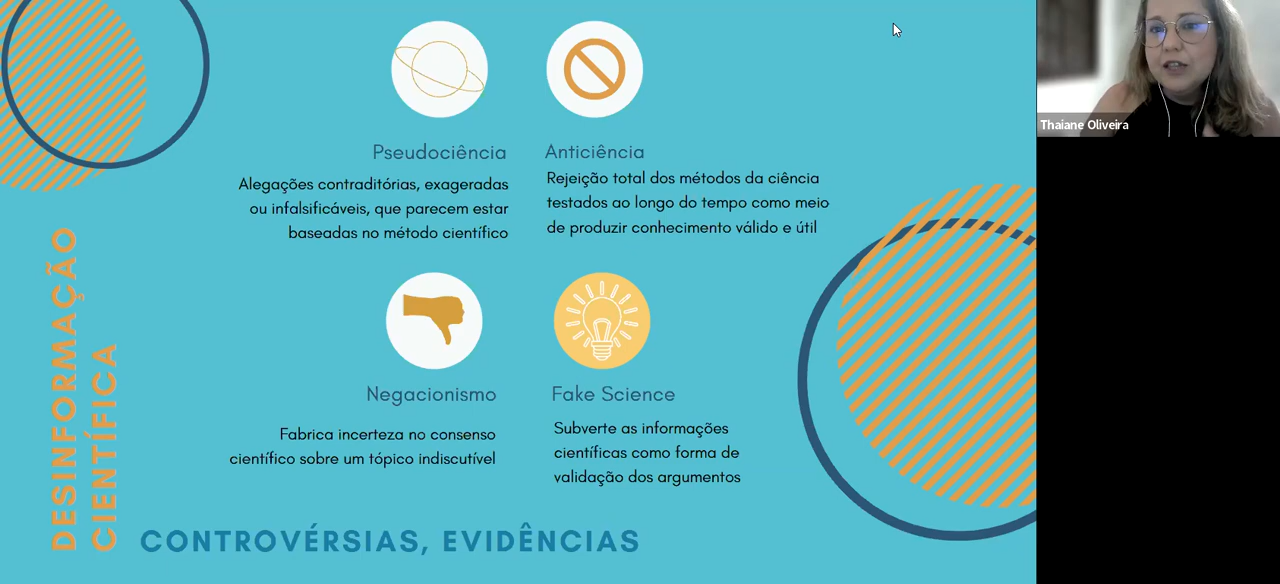 Pseudociência
Alegações contraditórias, exageradas
ou infalsificáveis, que parecem estar
baseadas no método científico
Anticiência
Rejeição total dos métodos da ciência
testados ao longo do tempo como meio
de produzir conhecimento válido e útil
Negacionismo
Fabrica incerteza no consenso
científico sobre um tópico indiscutível
Fake Science
Subverte as informações
científicas como forma de
validação dos argumentos
DESINFORMAÇÃO
CIENTÍFICA
CONTROVÉRSIAS, EVIDÊNCIAS
Thaiane Oliveira